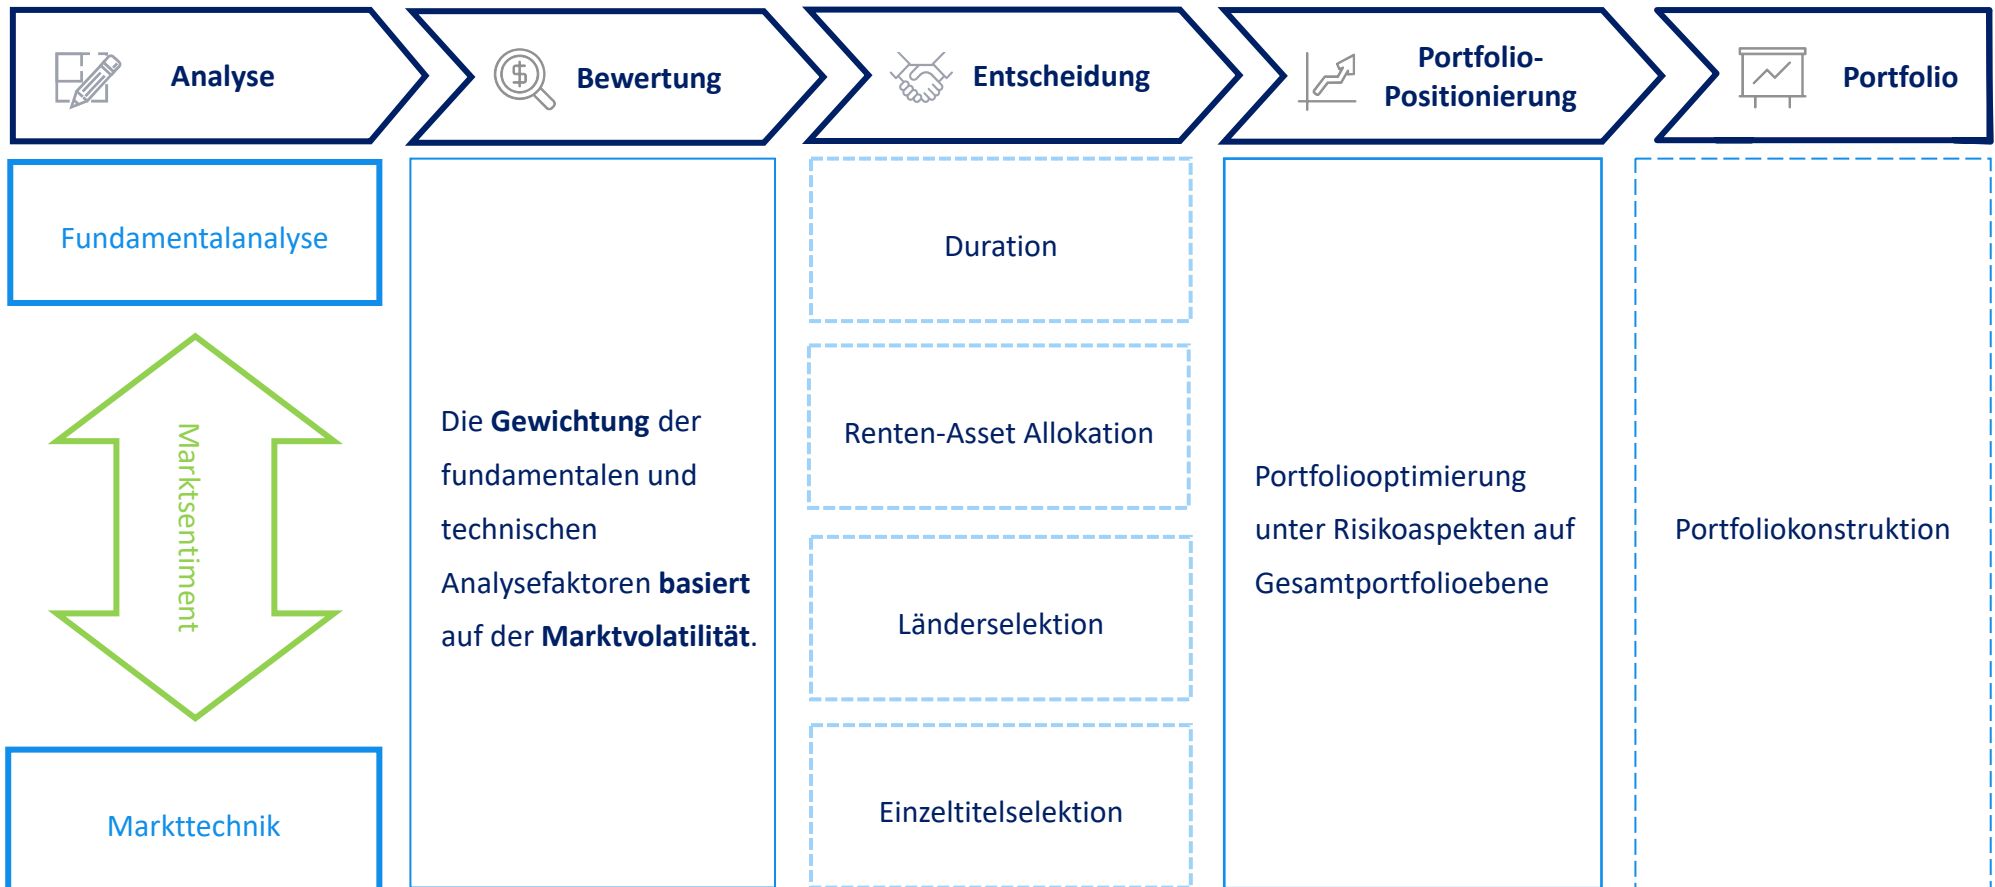 Analyse
Bewertung
Entscheidung
Portfolio-
Positionierung
Portfolio
Fundamentalanalyse
Marktsentiment
Markttechnik
Die Gewichtung der
fundamentalen und
technischen
Analysefaktoren basiert
auf der Marktvolatilität.
Duration
Renten-Asset Allokation
Länderselektion
Einzeltitelselektion
Portfoliooptimierung
unter Risikoaspekten auf
Gesamtportfolioebene
Portfoliokonstruktion